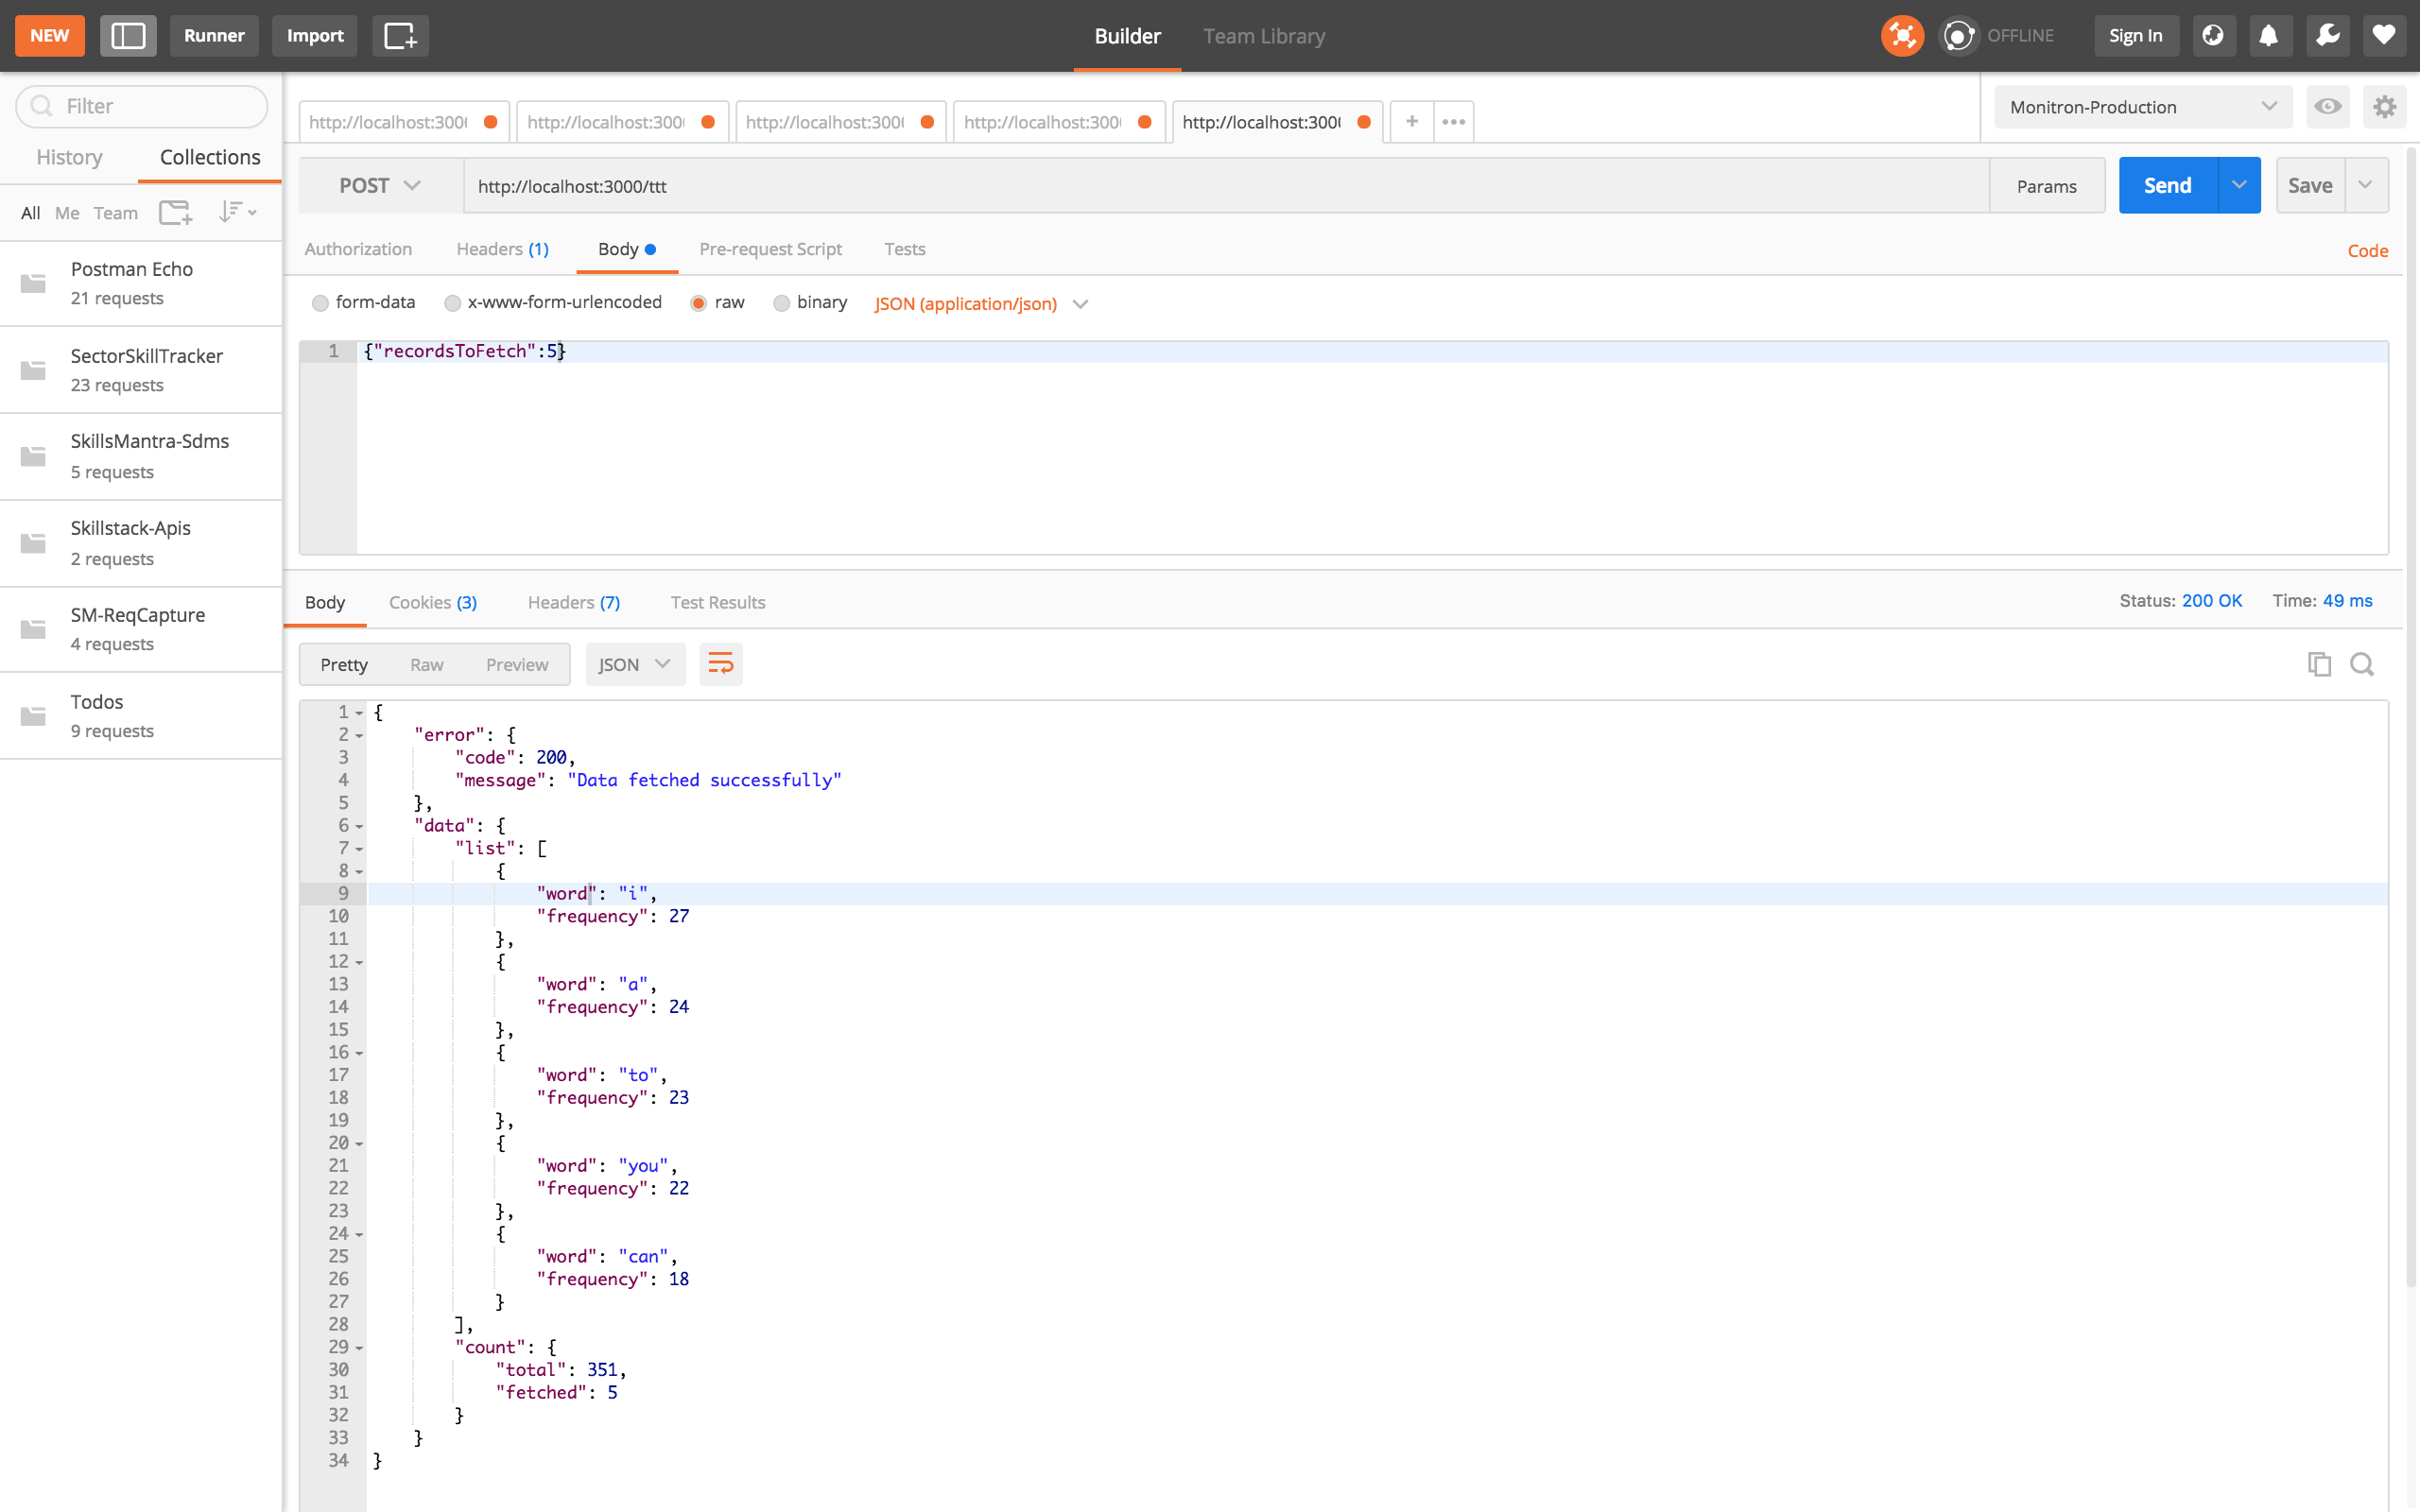 NEW Runner Import Builder Team Library OFFLINE Sign In
Filter
History Collections
All Me Team
Postman Echo
21 requests
SectorSkillTracker
23 requests
SkillsMantra-Sdms
5 requests
Skillstack-Apis
2 requests
SM-ReqCapture
4 requests
Todos
9 requests
http://localhost:300 http://localhost:300 http://localhost:300 http://localhost:300 http://localhost:300 + ••• Monitron-Production
POST http://localhost:3000/ttt Params Send Save
Authorization Headers (1) Body Pre-request Script Tests Code
form-data x-www-form-urlencoded raw binary JSON (application/json)
1 {"recordsToFetch":5}
Body Cookies (3) Headers (7) Test Results Status: 200 OK Time: 49 ms
Pretty Raw Preview JSON
1 {
2 "error": {
3 "code": 200,
4 "message": "Data fetched successfully"
5 },
6 "data": {
7 "list": [
8 {
9 "word": "i",
10 "frequency": 27
11 },
12 {
13 "word": "a",
14 "frequency": 24
15 },
16 {
17 "word": "to",
18 "frequency": 23
19 },
20 {
21 "word": "you",
22 "frequency": 22
23 },
24 {
25 "word": "can",
26 "frequency": 18
27 }
28 ],
29 "count": {
30 "total": 351,
31 "fetched": 5
32 }
33 }
34 }